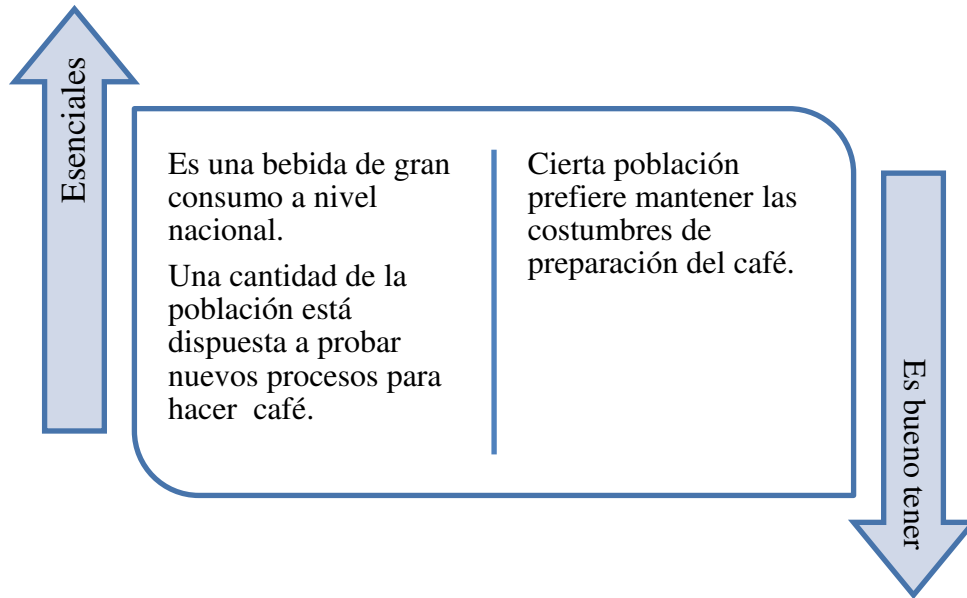 Esenciales
Es una bebida de gran
consumo a nivel
nacional.
Una cantidad de la
población está
dispuesta a probar
nuevos procesos para
hacer  café.
Cierta población
prefiere mantener las
costumbres de
preparación del café.
Es bueno tener